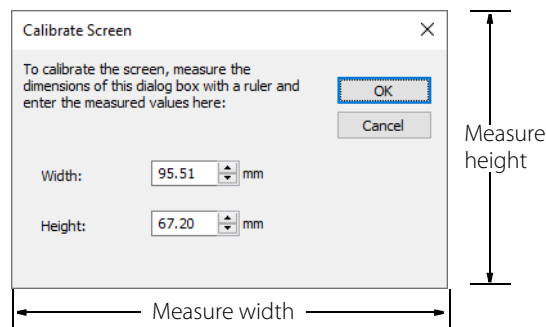 Calibrate Screen
To calibrate the screen, measure the
dimensions of this dialog box with a ruler and
enter the measured values here:
OK
Cancel
Width: 95.51 mm
Height: 67.20 mm
Measure
height
Measure width